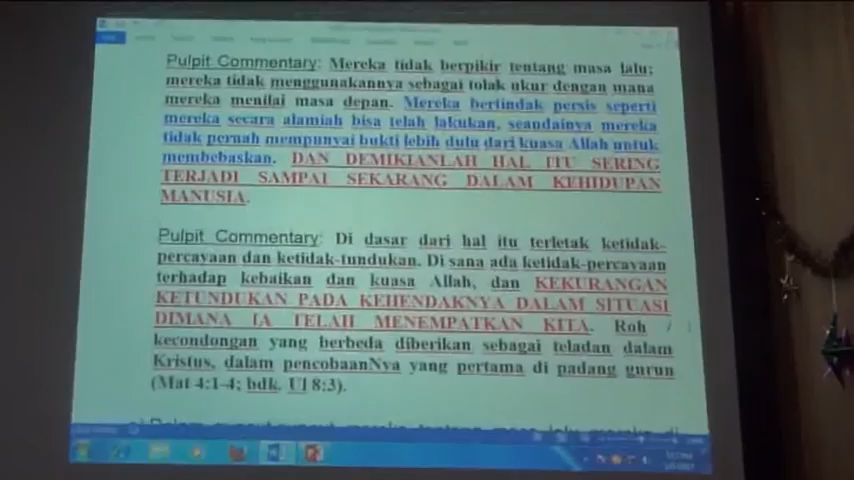 Pulpit Commentary: Mereka tidak berpikir tentang masa lalu;
mereka tidak menggunakannya sebagai tolak ukur dengan mana
mereka menilai masa depan. Mereka bertindak persis seperti
mereka secara alamiah bisa telah lakukan, seandainya mereka
tidak pernah mempunyai bukti lebih dulu dari kuasa Allah untuk
membebaskan. DAN DEMIKIANLAH HAL ITU SERING
TERJADI SAMPAI SEKARANG DALAM KEHIDUPAN
MANUSIA.
Pulpit Commentary: Di dasar dari hal itu terletak ketidak-
percayaan dan ketidak-tundukan. Di sana ada ketidak-percayaan
terhadap kebaikan dan kuasa Allah, dan KEKURANGAN
KETUNDUKAN PADA KEHENDAKNYA DALAM SITUASI
DIMANA IA TELAH MENEMPATKAN KITA. Roh
kecondongan yang berbeda diberikan sebagai teladan dalam
Kristus, dalam pencobaanNya yang pertama di padang gurun
(Mat 4:1-4; bdk. Ul 8:3).